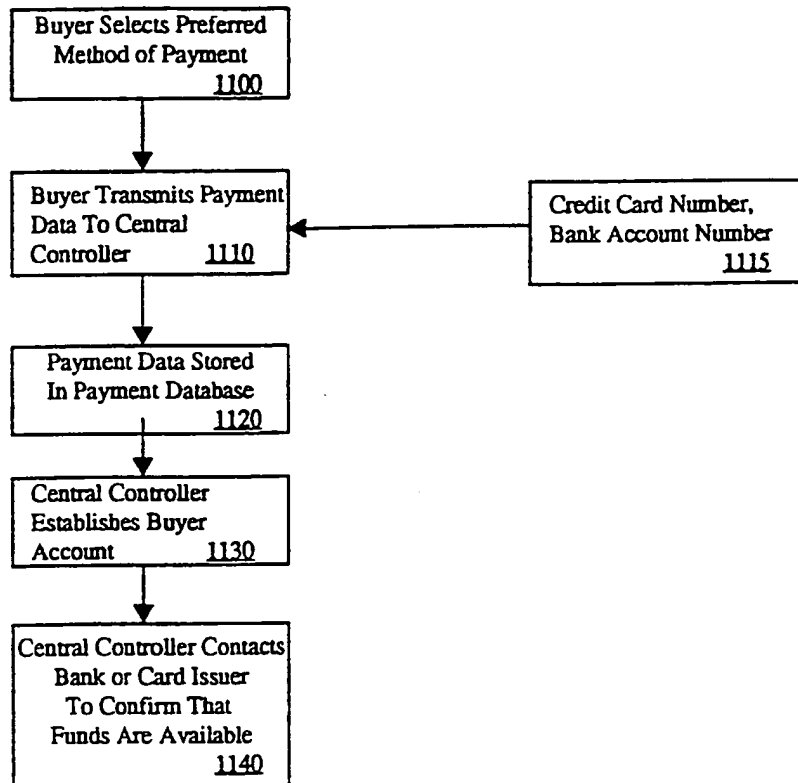 Buyer Selects Preferred
Method of Payment
1100
Buyer Transmits Payment
Data To Central
Controller 1110
Credit Card Number,
Bank Account Number
1115
Payment Data Stored
In Payment Database
1120
Central Controller
Establishes Buyer
Account 1130
Central Controller Contacts
Bank or Card Issuer
To Confirm That
Funds Are Available
1140